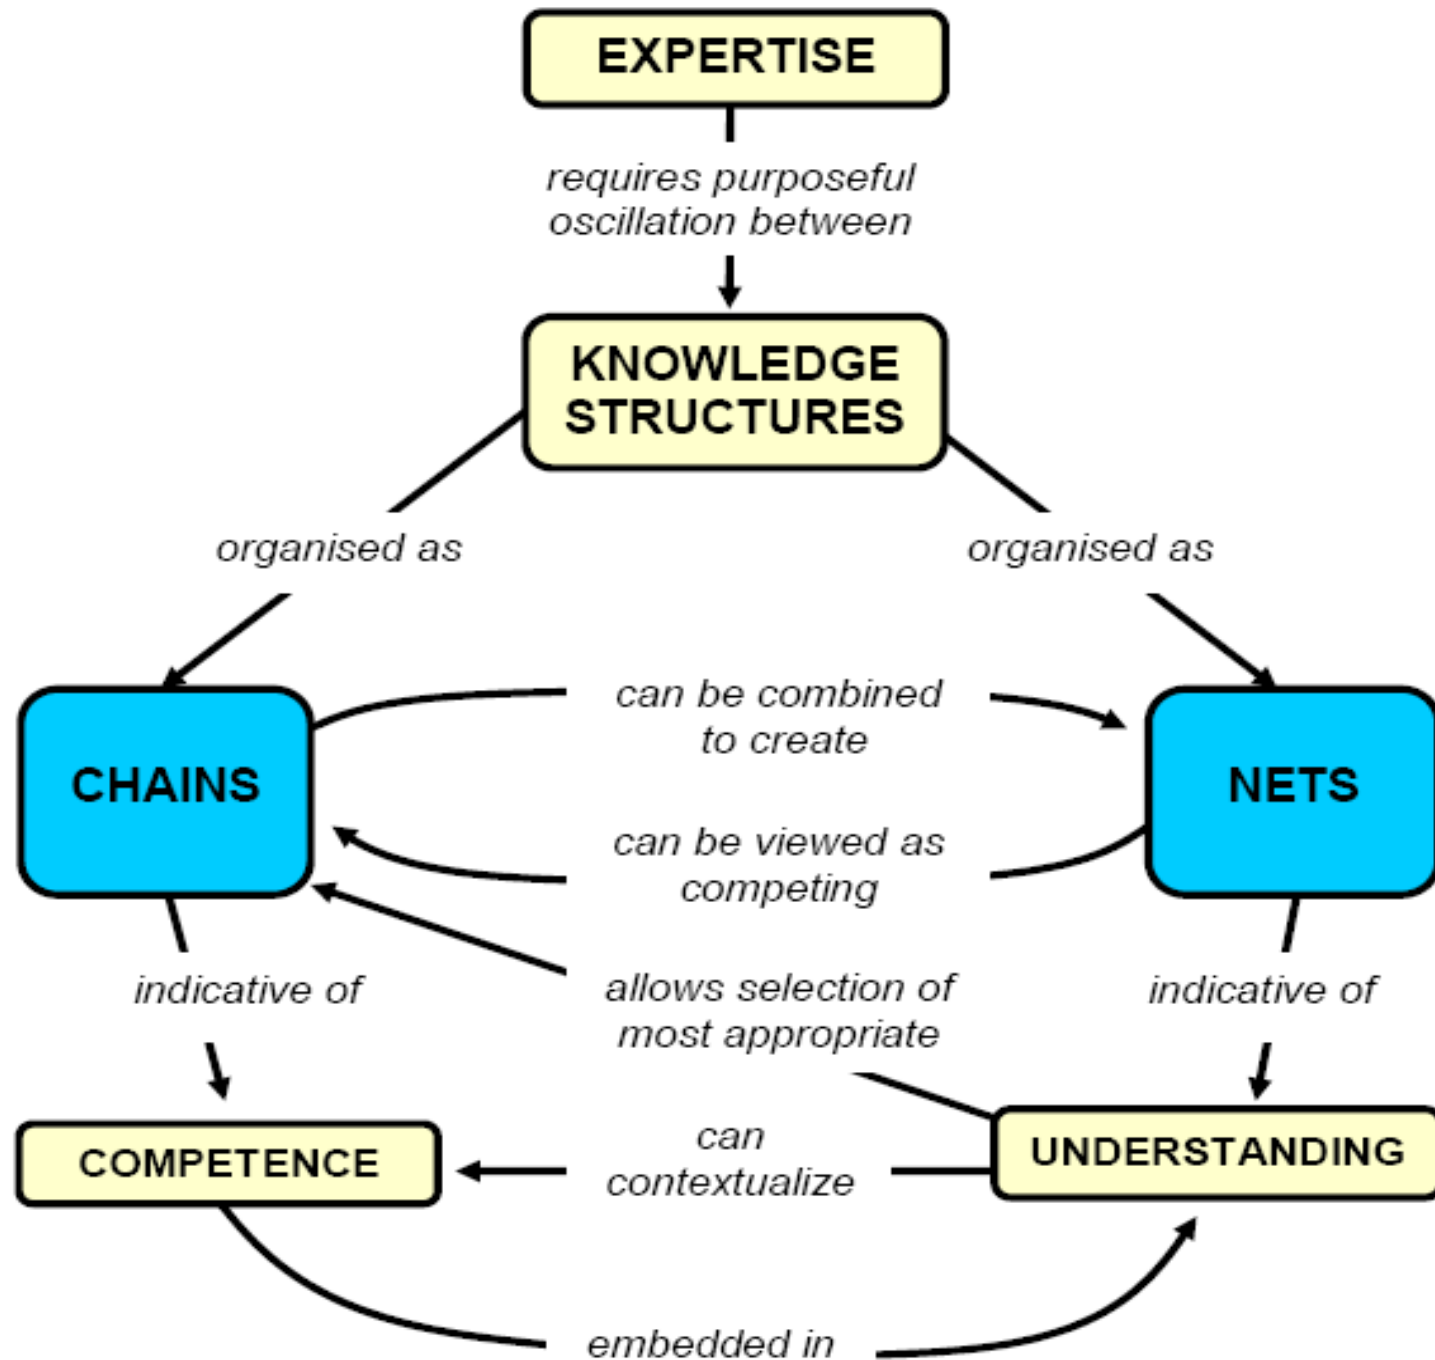 EXPERTISE
requires purposeful
oscillation between
KNOWLEDGE
STRUCTURES
organised as
organised as
can be combined
to create
CHAINS
NETS
can be viewed as
competing
indicative of
allows selection of
most appropriate
indicative of
COMPETENCE
can
contextualize
UNDERSTANDING
embedded in